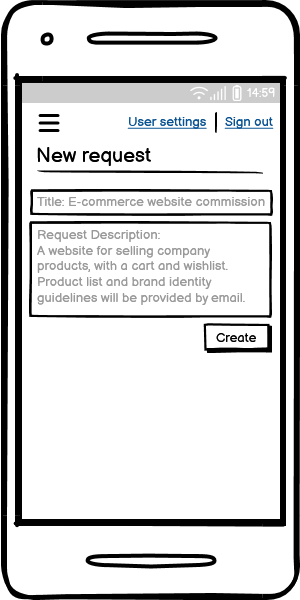 14:59
User settings Sign out
New request
Title: E-commerce website commission
Request Description:
A website for selling company
products, with a cart and wishlist.
Product list and brand identity
guidelines will be provided by email.
Create